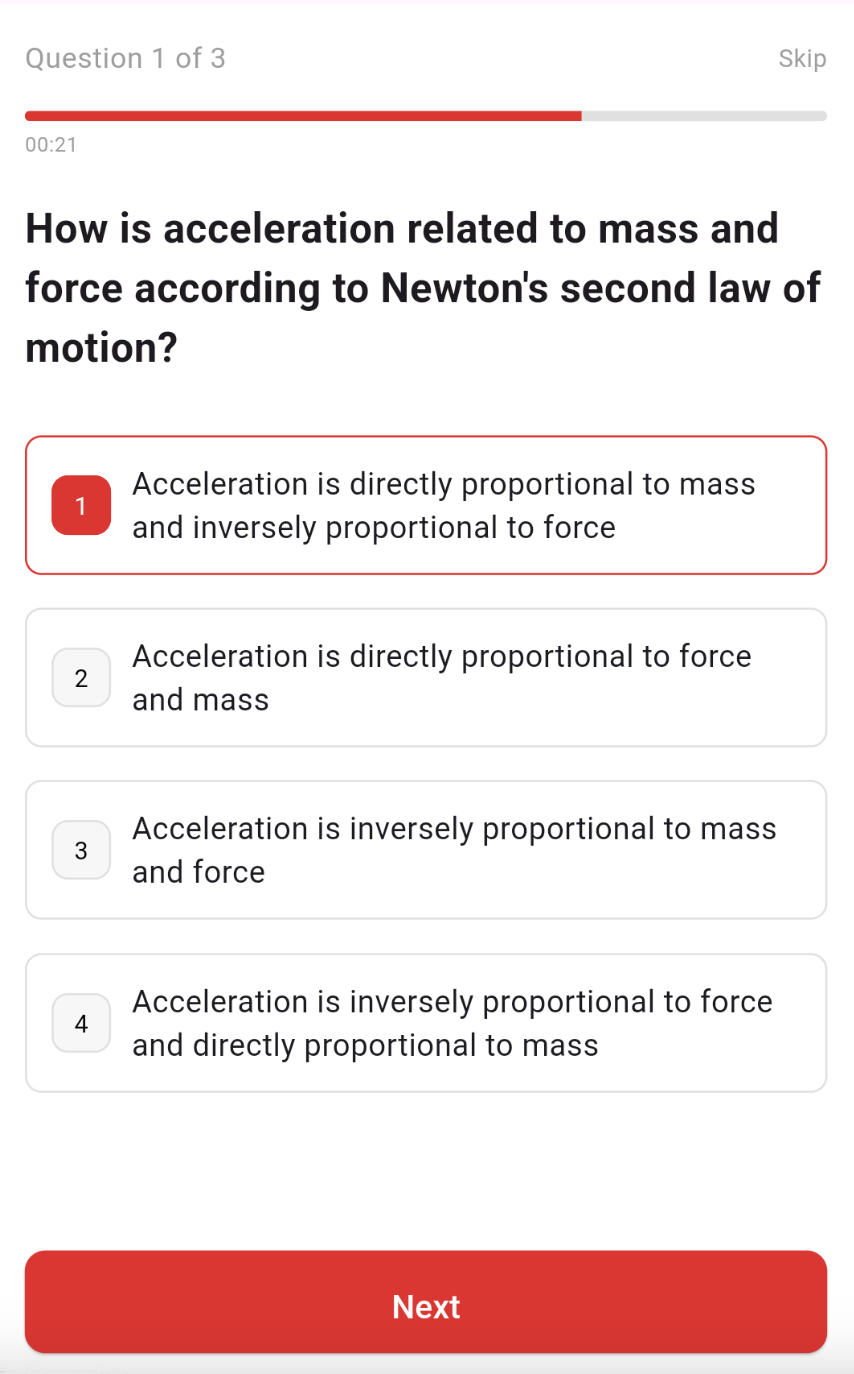 Question 1 of 3
Skip
00:21
How is acceleration related to mass and
force according to Newton's second law of
motion?
1
Acceleration is directly proportional to mass
and inversely proportional to force
2
Acceleration is directly proportional to force
and mass
3
Acceleration is inversely proportional to mass
and force
4
Acceleration is inversely proportional to force
and directly proportional to mass
Next